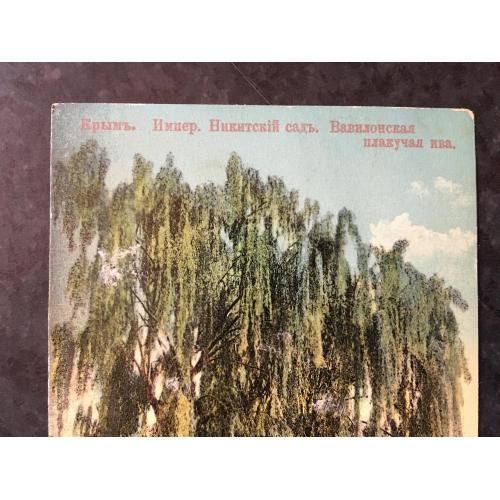 Крымъ. Импер. Никитскій садъ. Вавилонская
плакучая ива.